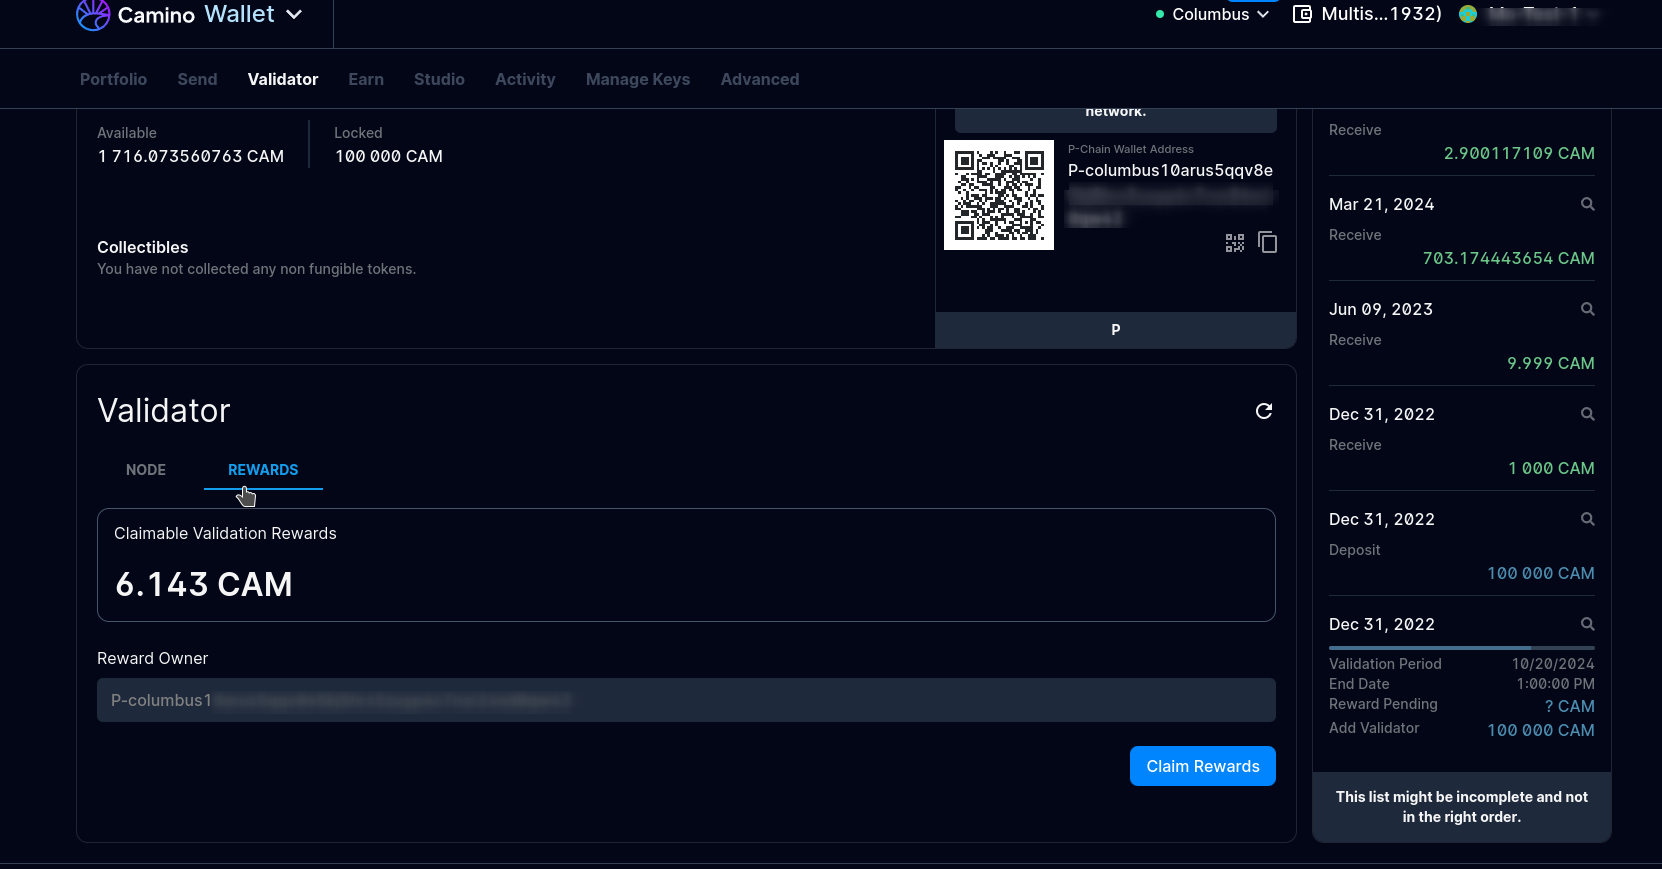 Camino Wallet
Columbus
Multis...1932)
Portfolio
Send
Validator
Earn
Studio
Activity
Manage Keys
Advanced
Available
1 716.073560763 CAM
Locked
100 000 CAM
Collectibles
You have not collected any non fungible tokens.
network.
P-Chain Wallet Address
P-columbus10arus5qqv8e
P
Validator
NODE
REWARDS
Claimable Validation Rewards
6.143 CAM
Reward Owner
P-columbus1
Claim Rewards
Receive
2.900117109 CAM
Mar 21, 2024
Receive
703.174443654 CAM
Jun 09, 2023
Receive
9.999 CAM
Dec 31, 2022
Receive
1 000 CAM
Dec 31, 2022
Deposit
100 000 CAM
Dec 31, 2022
Validation Period 10/20/2024
End Date 1:00:00 PM
Reward Pending ? CAM
Add Validator 100 000 CAM
This list might be incomplete and not
in the right order.